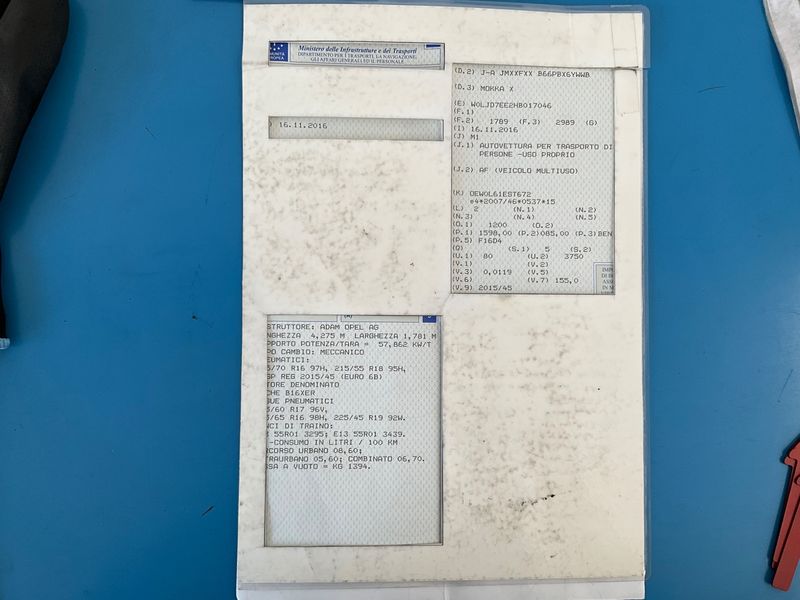 Ministero delle Infrastrutture e dei Trasporti
DIPARTIMENTO PER I TRASPORTI, LA NAVIGAZIONE,
GLI AFFARI GENERALI ED IL PERSONALE
UNITÀ
OPEA
) 16.11.2016
(D.2) J-A JMXXFXX B66PBX6YWWB
(D.3) MOKKA X
(E) W0LJD7EE2HB017046
(F.1)
(F.2) 1789 (F.3) 2989 (G)
(I) 16.11.2016
(J) M1
(J.1) AUTOVETTURA PER TRASPORTO DI
PERSONE -USO PROPRIO
(J.2) AF (VEICOLO MULTIUSO)
(K) OEW0L61EST672
e4*2007/46*0537*15
(L) 2 (N.1) (N.2)
(N.3) (N.4) (N.5)
(O.1) 1200 (O.2)
(P.1) 1598,00 (P.2)085,00 (P.3)BEN
(P.5) F16D4
(Q) (S.1) 5 (S.2)
(U.1) 80 (U.2) 3750
(V.1) (V.2)
(V.3) 0,0119 (V.5)
(V.6) (V.7) 155,0
(V.9) 2015/45
STRUTTORE: ADAM OPEL AG
NGHEZZA 4,275 M LARGHEZZA 1,781 M
PPORTO POTENZA/TARA = 57,862 KW/T
PO CAMBIO: MECCANICO
EUMATICI:
5/70 R16 97H, 215/55 R18 95H,
SP REG 2015/45 (EURO 6B)
TORE DENOMINATO
CHE B16XER
GUE PNEUMATICI
5/60 R17 96V,
5/65 R16 98H, 225/45 R19 92W.
NCI DI TRAINO:
3 55R01 3295; E13 55R01 3439.
-CONSUMO IN LITRI / 100 KM
RCORSO URBANO 08,60;
TRAURBANO 05,60; COMBINATO 06,70.
SSA A VUOTO = KG 1394.